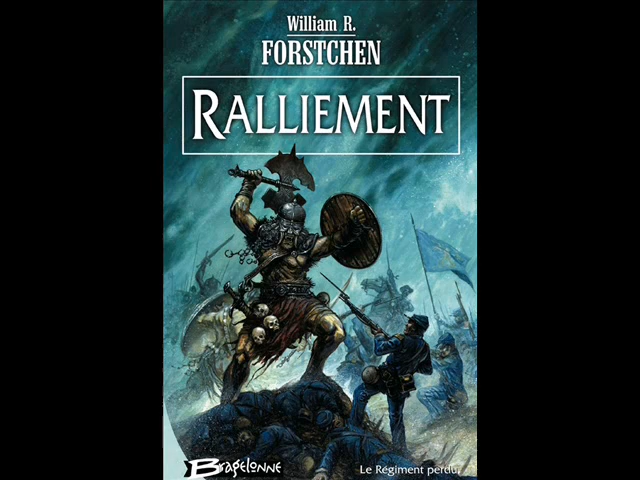 William R.
FORSTCHEN
RALLIEMENT
BRAGELONNE
Le Régiment perdu